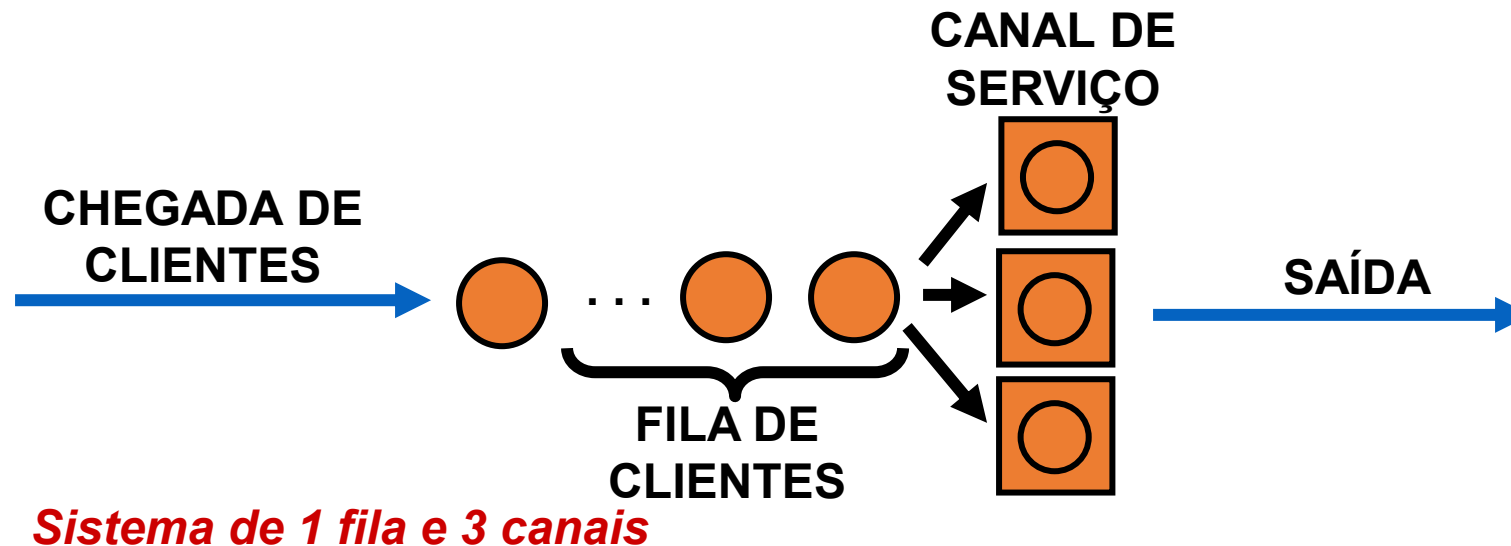 CANAL DE
SERVIÇO
CHEGADA DE
CLIENTES
. . .
SAÍDA
FILA DE
CLIENTES
Sistema de 1 fila e 3 canais